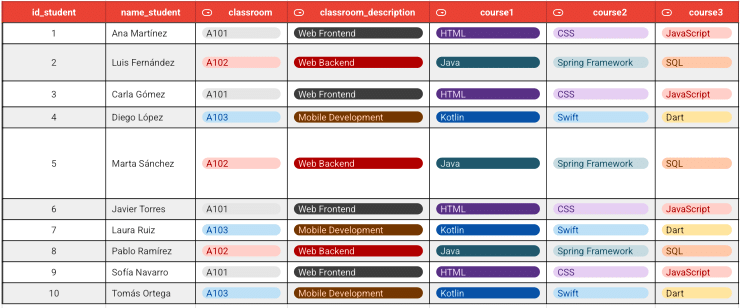 id_student name_student classroom classroom_description course1 course2 course3
1 Ana Martínez A101 Web Frontend HTML CSS JavaScript
2 Luis Fernández A102 Web Backend Java Spring Framework SQL
3 Carla Gómez A101 Web Frontend HTML CSS JavaScript
4 Diego López A103 Mobile Development Kotlin Swift Dart
5 Marta Sánchez A102 Web Backend Java Spring Framework SQL
6 Javier Torres A101 Web Frontend HTML CSS JavaScript
7 Laura Ruiz A103 Mobile Development Kotlin Swift Dart
8 Pablo Ramírez A102 Web Backend Java Spring Framework SQL
9 Sofía Navarro A101 Web Frontend HTML CSS JavaScript
10 Tomás Ortega A103 Mobile Development Kotlin Swift Dart